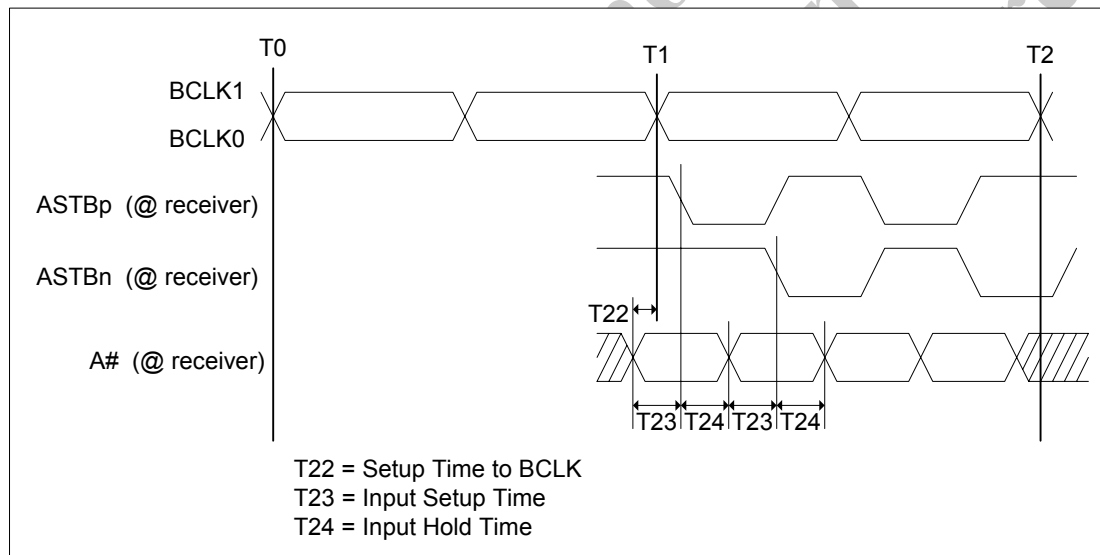 T0 T1 T2
BCLK1
BCLK0
ASTBp (@ receiver)
ASTBn (@ receiver)
T22
A# (@ receiver)
T23 T24 T23 T24
T22 = Setup Time to BCLK
T23 = Input Setup Time
T24 = Input Hold Time